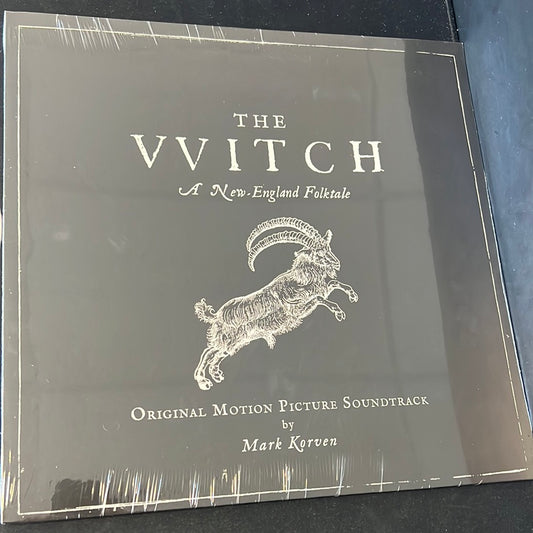 THE
VVITCH
A New-England Folktale
ORIGINAL MOTION PICTURE SOUNDTRACK
by
Mark Korven